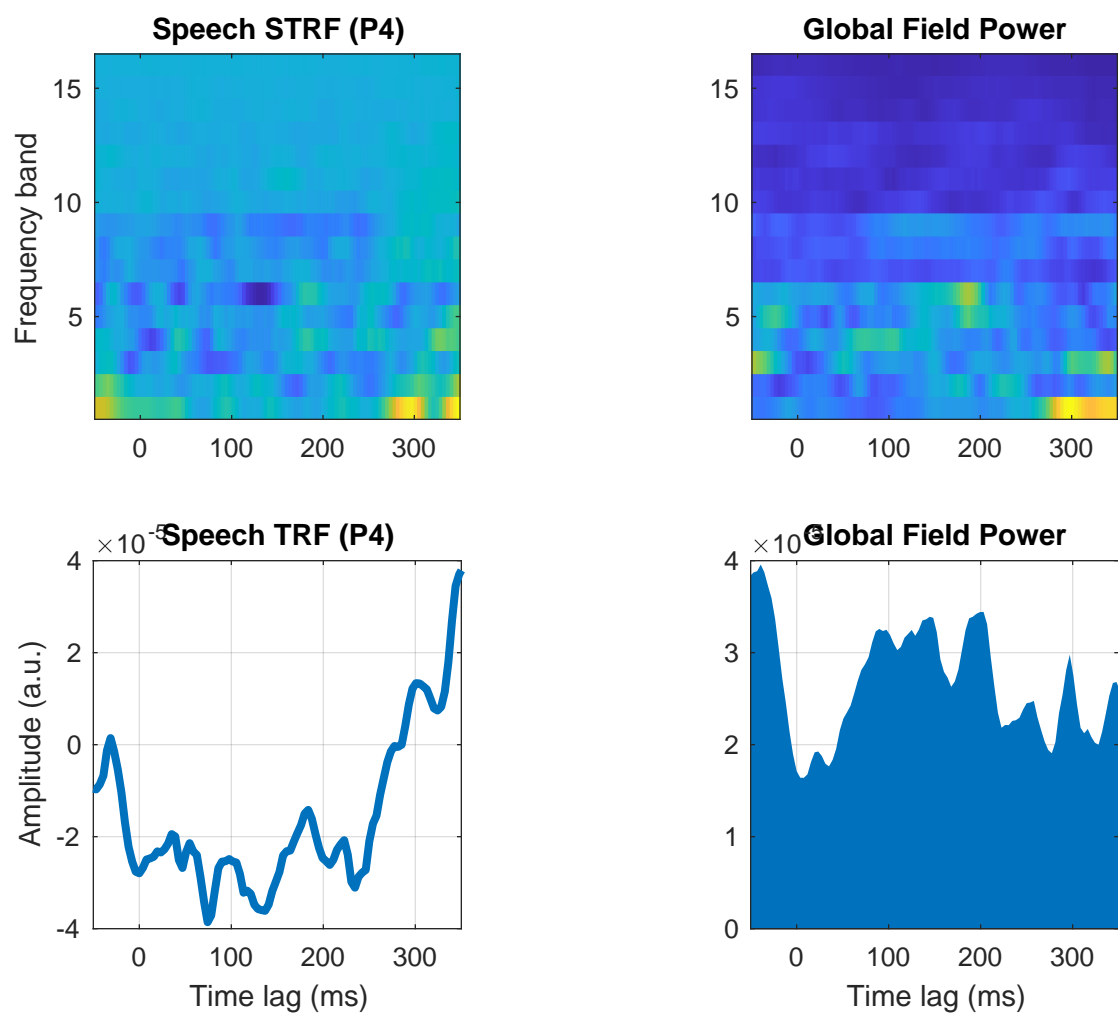 Speech STRF (P4)
Global Field Power
Frequency band
15
10
5
0 100 200 300
15
10
5
0 100 200 300
×10⁻⁵
Speech TRF (P4)
×10⁻⁵
Global Field Power
Amplitude (a.u.)
4
2
0
-2
-4
0 100 200 300
Time lag (ms)
4
3
2
1
0
0 100 200 300
Time lag (ms)